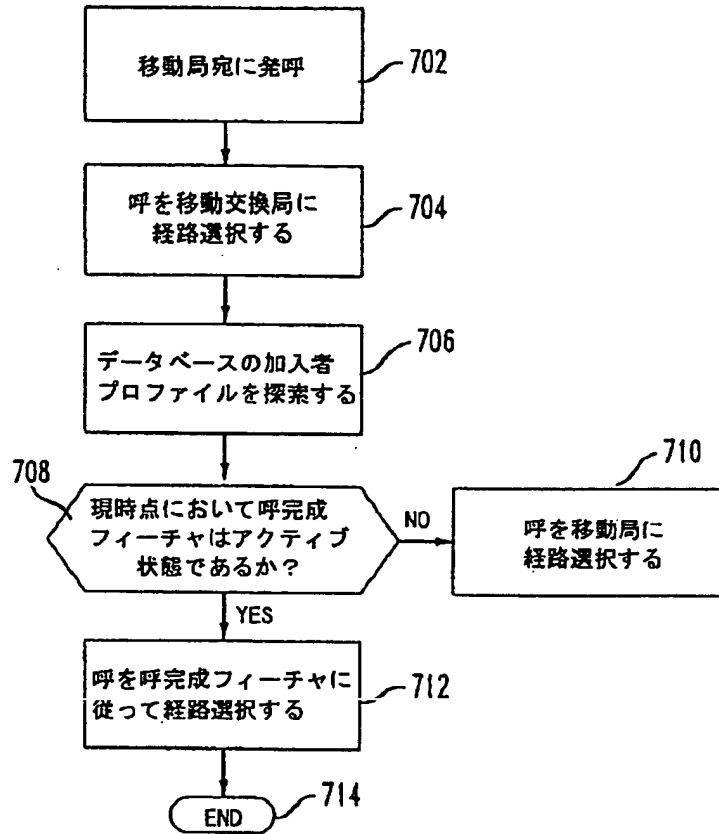 移動局宛に発呼
702
呼を移動交換局に
経路選択する
704
データベースの加入者
プロファイルを探索する
706
708
現時点において呼完成
フィーチャはアクティブ
状態であるか?
NO
710
呼を移動局に
経路選択する
YES
呼を呼完成フィーチャに
従って経路選択する
712
END
714